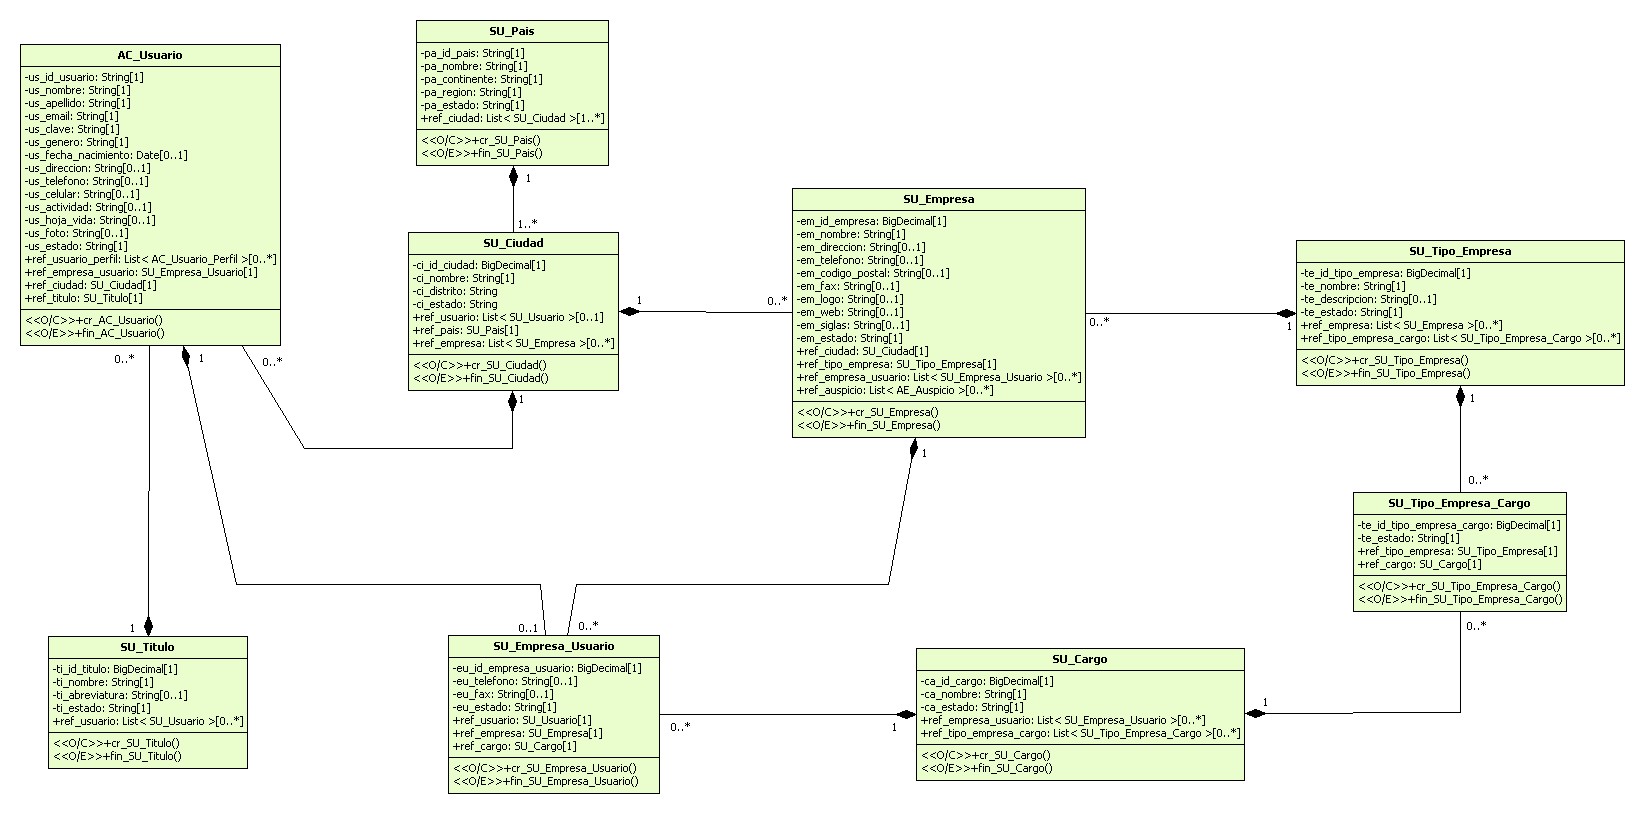 AC_Usuario
-us_id_usuario: String[1]
-us_nombre: String[1]
-us_apellido: String[1]
-us_email: String[1]
-us_clave: String[1]
-us_genero: String[1]
-us_fecha_nacimiento: Date[0..1]
-us_direccion: String[0..1]
-us_telefono: String[0..1]
-us_celular: String[0..1]
-us_actividad: String[0..1]
-us_hoja_vida: String[0..1]
-us_foto: String[0..1]
-us_estado: String[1]
+ref_usuario_perfil: List< AC_Usuario_Perfil >[0..*]
+ref_empresa_usuario: SU_Empresa_Usuario[1]
+ref_ciudad: SU_Ciudad[1]
+ref_titulo: SU_Titulo[1]
<<O/C>>+cr_AC_Usuario()
<<O/E>>+fin_AC_Usuario()
0..*
1
0..*
SU_Pais
-pa_id_pais: String[1]
-pa_nombre: String[1]
-pa_continente: String[1]
-pa_region: String[1]
-pa_estado: String[1]
+ref_ciudad: List< SU_Ciudad >[1..*]
<<O/C>>+cr_SU_Pais()
<<O/E>>+fin_SU_Pais()
1
1..*
SU_Ciudad
-ci_id_ciudad: BigDecimal[1]
-ci_nombre: String[1]
-ci_distrito: String
-ci_estado: String
+ref_usuario: List< SU_Usuario >[0..1]
+ref_pais: SU_Pais[1]
+ref_empresa: List< SU_Empresa >[0..*]
<<O/C>>+cr_SU_Ciudad()
<<O/E>>+fin_SU_Ciudad()
1
1
0..*
SU_Empresa
-em_id_empresa: BigDecimal[1]
-em_nombre: String[1]
-em_direccion: String[0..1]
-em_telefono: String[0..1]
-em_codigo_postal: String[0..1]
-em_fax: String[0..1]
-em_logo: String[0..1]
-em_web: String[0..1]
-em_siglas: String[0..1]
-em_estado: String[1]
+ref_ciudad: SU_Ciudad[1]
+ref_tipo_empresa: SU_Tipo_Empresa[1]
+ref_empresa_usuario: List< SU_Empresa_Usuario >[0..*]
+ref_auspicio: List< AE_Auspicio >[0..*]
<<O/C>>+cr_SU_Empresa()
<<O/E>>+fin_SU_Empresa()
1
0..*
1
SU_Tipo_Empresa
-te_id_tipo_empresa: BigDecimal[1]
-te_nombre: String[1]
-te_descripcion: String[0..1]
-te_estado: String[1]
+ref_empresa: List< SU_Empresa >[0..*]
+ref_tipo_empresa_cargo: List< SU_Tipo_Empresa_Cargo >[0..*]
<<O/C>>+cr_SU_Tipo_Empresa()
<<O/E>>+fin_SU_Tipo_Empresa()
1
0..*
SU_Tipo_Empresa_Cargo
-te_id_tipo_empresa_cargo: BigDecimal[1]
-te_estado: String[1]
+ref_tipo_empresa: SU_Tipo_Empresa[1]
+ref_cargo: SU_Cargo[1]
<<O/C>>+cr_SU_Tipo_Empresa_Cargo()
<<O/E>>+fin_SU_Tipo_Empresa_Cargo()
0..*
1
SU_Titulo
-ti_id_titulo: BigDecimal[1]
-ti_nombre: String[1]
-ti_abreviatura: String[0..1]
-ti_estado: String[1]
+ref_usuario: List< SU_Usuario >[0..*]
<<O/C>>+cr_SU_Titulo()
<<O/E>>+fin_SU_Titulo()
0..1
0..*
SU_Empresa_Usuario
-eu_id_empresa_usuario: BigDecimal[1]
-eu_telefono: String[0..1]
-eu_fax: String[0..1]
-eu_estado: String[1]
+ref_usuario: SU_Usuario[1]
+ref_empresa: SU_Empresa[1]
+ref_cargo: SU_Cargo[1]
<<O/C>>+cr_SU_Empresa_Usuario()
<<O/E>>+fin_SU_Empresa_Usuario()
0..*
1
SU_Cargo
-ca_id_cargo: BigDecimal[1]
-ca_nombre: String[1]
-ca_estado: String[1]
+ref_empresa_usuario: List< SU_Empresa_Usuario >[0..*]
+ref_tipo_empresa_cargo: List< SU_Tipo_Empresa_Cargo >[0..*]
<<O/C>>+cr_SU_Cargo()
<<O/E>>+fin_SU_Cargo()
1